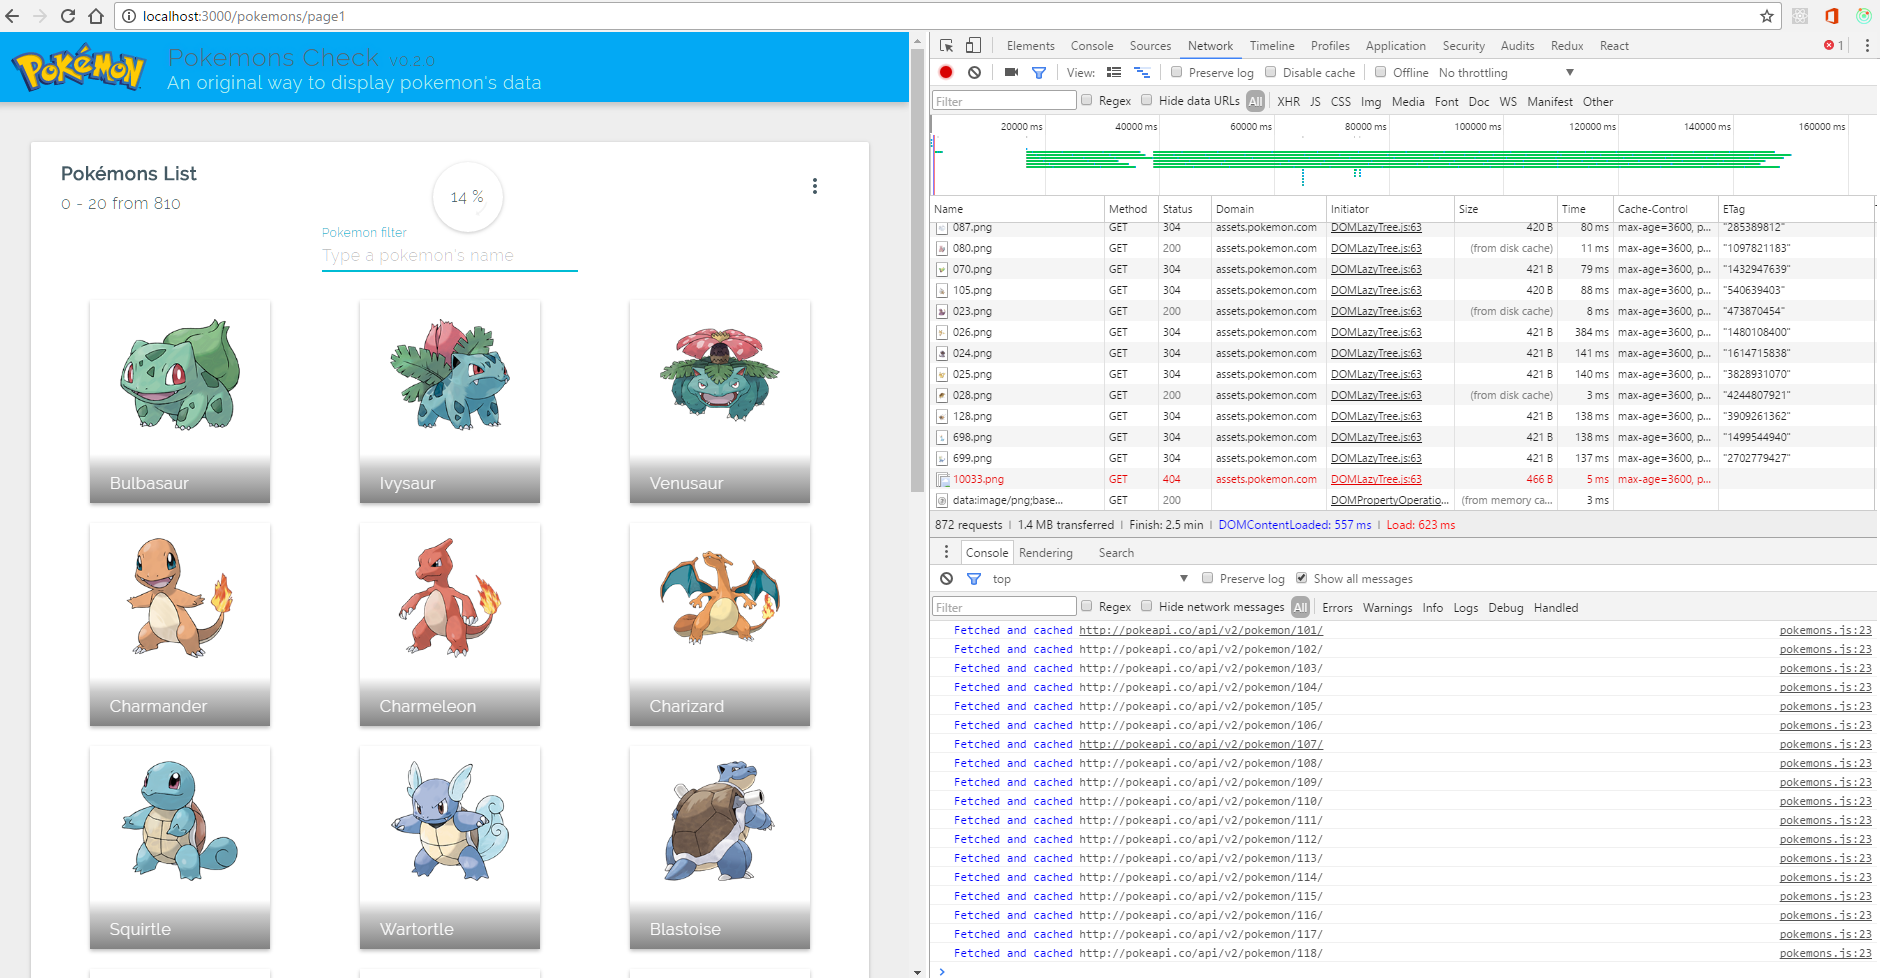 localhost:3000/pokemons/page1
POKéMON
Pokemons Check v0.2.0
An original way to display pokemon's data
Pokémons List
0 - 20 from 810
14 %
Pokemon filter
Type a pokemon's name
Bulbasaur
Ivysaur
Venusaur
Charmander
Charmeleon
Charizard
Squirtle
Wartortle
Blastoise
Elements Console Sources Network Timeline Profiles Application Security Audits Redux React 1
View: Preserve log Disable cache Offline No throttling
Filter Regex Hide data URLs All XHR JS CSS Img Media Font Doc WS Manifest Other
20000 ms 40000 ms 60000 ms 80000 ms 100000 ms 120000 ms 140000 ms 160000 ms
Name Method Status Domain Initiator Size Time Cache-Control ETag
087.png GET 304 assets.pokemon.com DOMLazyTree.js:63 420 B 80 ms max-age=3600, p... "285389812"
080.png GET 200 assets.pokemon.com DOMLazyTree.js:63 (from disk cache) 11 ms max-age=3600, p... "1097821183"
070.png GET 304 assets.pokemon.com DOMLazyTree.js:63 421 B 79 ms max-age=3600, p... "1432947639"
105.png GET 304 assets.pokemon.com DOMLazyTree.js:63 420 B 88 ms max-age=3600, p... "540639403"
023.png GET 200 assets.pokemon.com DOMLazyTree.js:63 (from disk cache) 8 ms max-age=3600, p... "473870454"
026.png GET 304 assets.pokemon.com DOMLazyTree.js:63 421 B 384 ms max-age=3600, p... "1480108400"
024.png GET 304 assets.pokemon.com DOMLazyTree.js:63 421 B 141 ms max-age=3600, p... "1614715838"
025.png GET 304 assets.pokemon.com DOMLazyTree.js:63 421 B 140 ms max-age=3600, p... "3828931070"
028.png GET 200 assets.pokemon.com DOMLazyTree.js:63 (from disk cache) 3 ms max-age=3600, p... "4244807921"
128.png GET 304 assets.pokemon.com DOMLazyTree.js:63 421 B 138 ms max-age=3600, p... "3909261362"
698.png GET 304 assets.pokemon.com DOMLazyTree.js:63 421 B 138 ms max-age=3600, p... "1499544940"
699.png GET 304 assets.pokemon.com DOMLazyTree.js:63 421 B 137 ms max-age=3600, p... "2702779427"
10033.png GET 404 assets.pokemon.com DOMLazyTree.js:63 466 B 5 ms max-age=3600, p...
data:image/png;base... GET 200 DOMPropertyOperatio... (from memory ca... 3 ms
872 requests | 1.4 MB transferred | Finish: 2.5 min | DOMContentLoaded: 557 ms | Load: 623 ms
Console Rendering Search
top Preserve log Show all messages
Filter Regex Hide network messages All Errors Warnings Info Logs Debug Handled
Fetched and cached http://pokeapi.co/api/v2/pokemon/101/ pokemons.js:23
Fetched and cached http://pokeapi.co/api/v2/pokemon/102/ pokemons.js:23
Fetched and cached http://pokeapi.co/api/v2/pokemon/103/ pokemons.js:23
Fetched and cached http://pokeapi.co/api/v2/pokemon/104/ pokemons.js:23
Fetched and cached http://pokeapi.co/api/v2/pokemon/105/ pokemons.js:23
Fetched and cached http://pokeapi.co/api/v2/pokemon/106/ pokemons.js:23
Fetched and cached http://pokeapi.co/api/v2/pokemon/107/ pokemons.js:23
Fetched and cached http://pokeapi.co/api/v2/pokemon/108/ pokemons.js:23
Fetched and cached http://pokeapi.co/api/v2/pokemon/109/ pokemons.js:23
Fetched and cached http://pokeapi.co/api/v2/pokemon/110/ pokemons.js:23
Fetched and cached http://pokeapi.co/api/v2/pokemon/111/ pokemons.js:23
Fetched and cached http://pokeapi.co/api/v2/pokemon/112/ pokemons.js:23
Fetched and cached http://pokeapi.co/api/v2/pokemon/113/ pokemons.js:23
Fetched and cached http://pokeapi.co/api/v2/pokemon/114/ pokemons.js:23
Fetched and cached http://pokeapi.co/api/v2/pokemon/115/ pokemons.js:23
Fetched and cached http://pokeapi.co/api/v2/pokemon/116/ pokemons.js:23
Fetched and cached http://pokeapi.co/api/v2/pokemon/117/ pokemons.js:23
Fetched and cached http://pokeapi.co/api/v2/pokemon/118/ pokemons.js:23